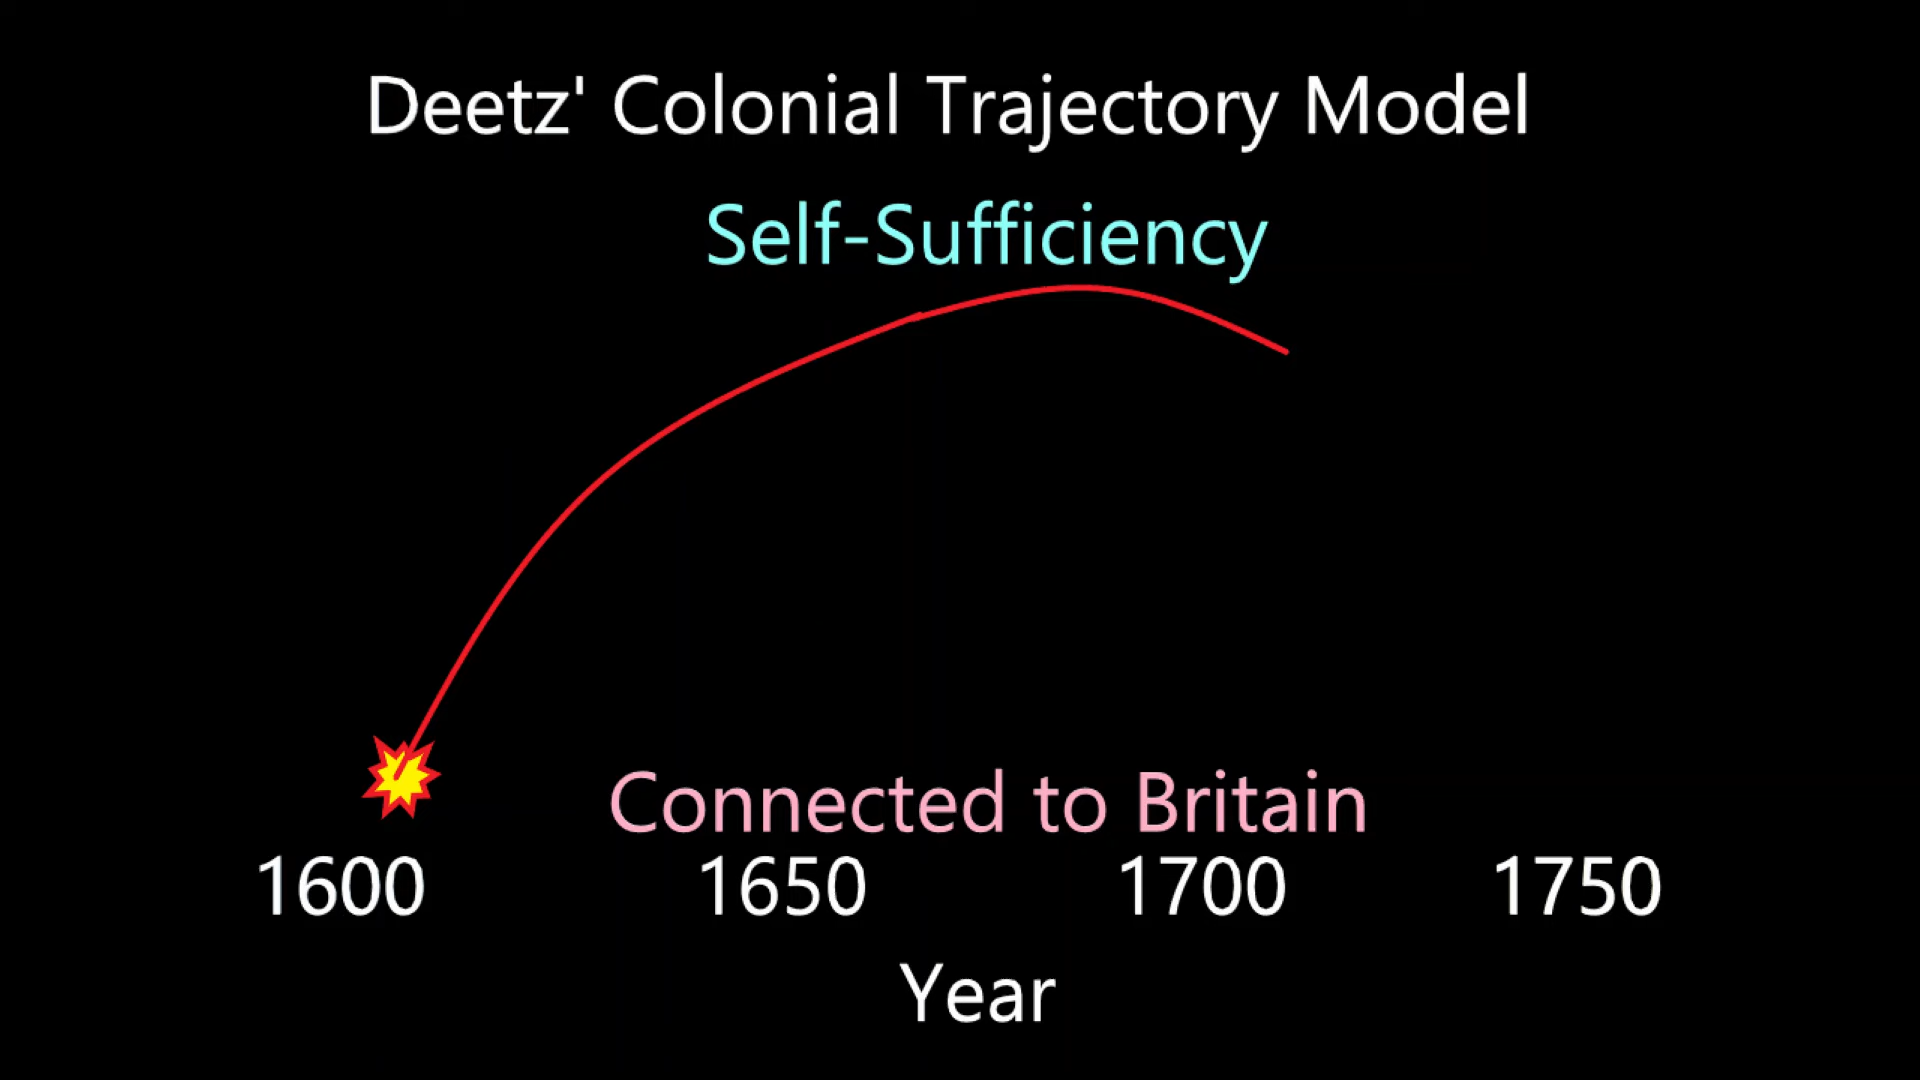 Deetz' Colonial Trajectory Model
Self-Sufficiency
Connected to Britain
1600 1650 1700 1750
Year